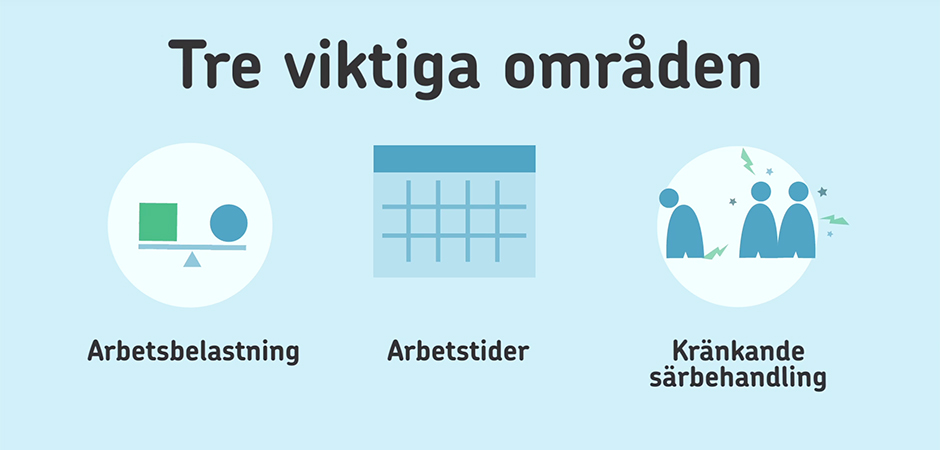 Tre viktiga områden
Arbetsbelastning
Arbetstider
Kränkande
särbehandling